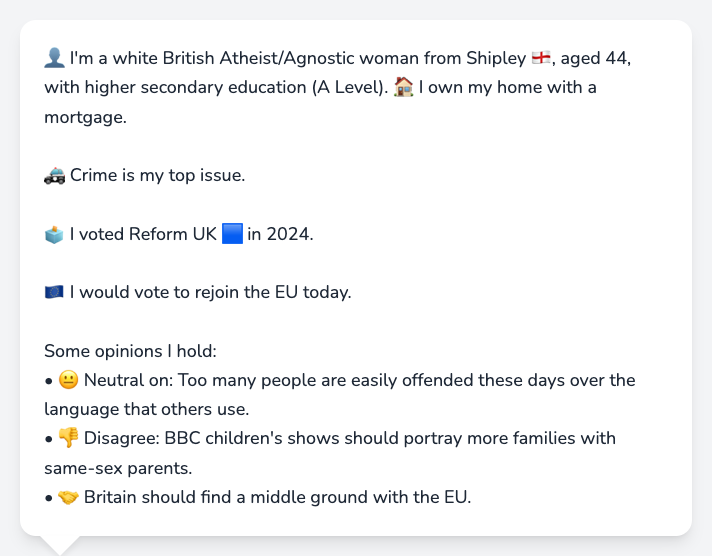 👤 I'm a white British Atheist/Agnostic woman from Shipley 🏴󠁧󠁢󠁥󠁮󠁧󠁿, aged 44,
with higher secondary education (A Level). 🏠 I own my home with a
mortgage.
🚓 Crime is my top issue.
🗳️ I voted Reform UK 🟦 in 2024.
🇪🇺 I would vote to rejoin the EU today.
Some opinions I hold:
• 😐 Neutral on: Too many people are easily offended these days over the
language that others use.
• 👎 Disagree: BBC children's shows should portray more families with
same-sex parents.
• 🤝 Britain should find a middle ground with the EU.